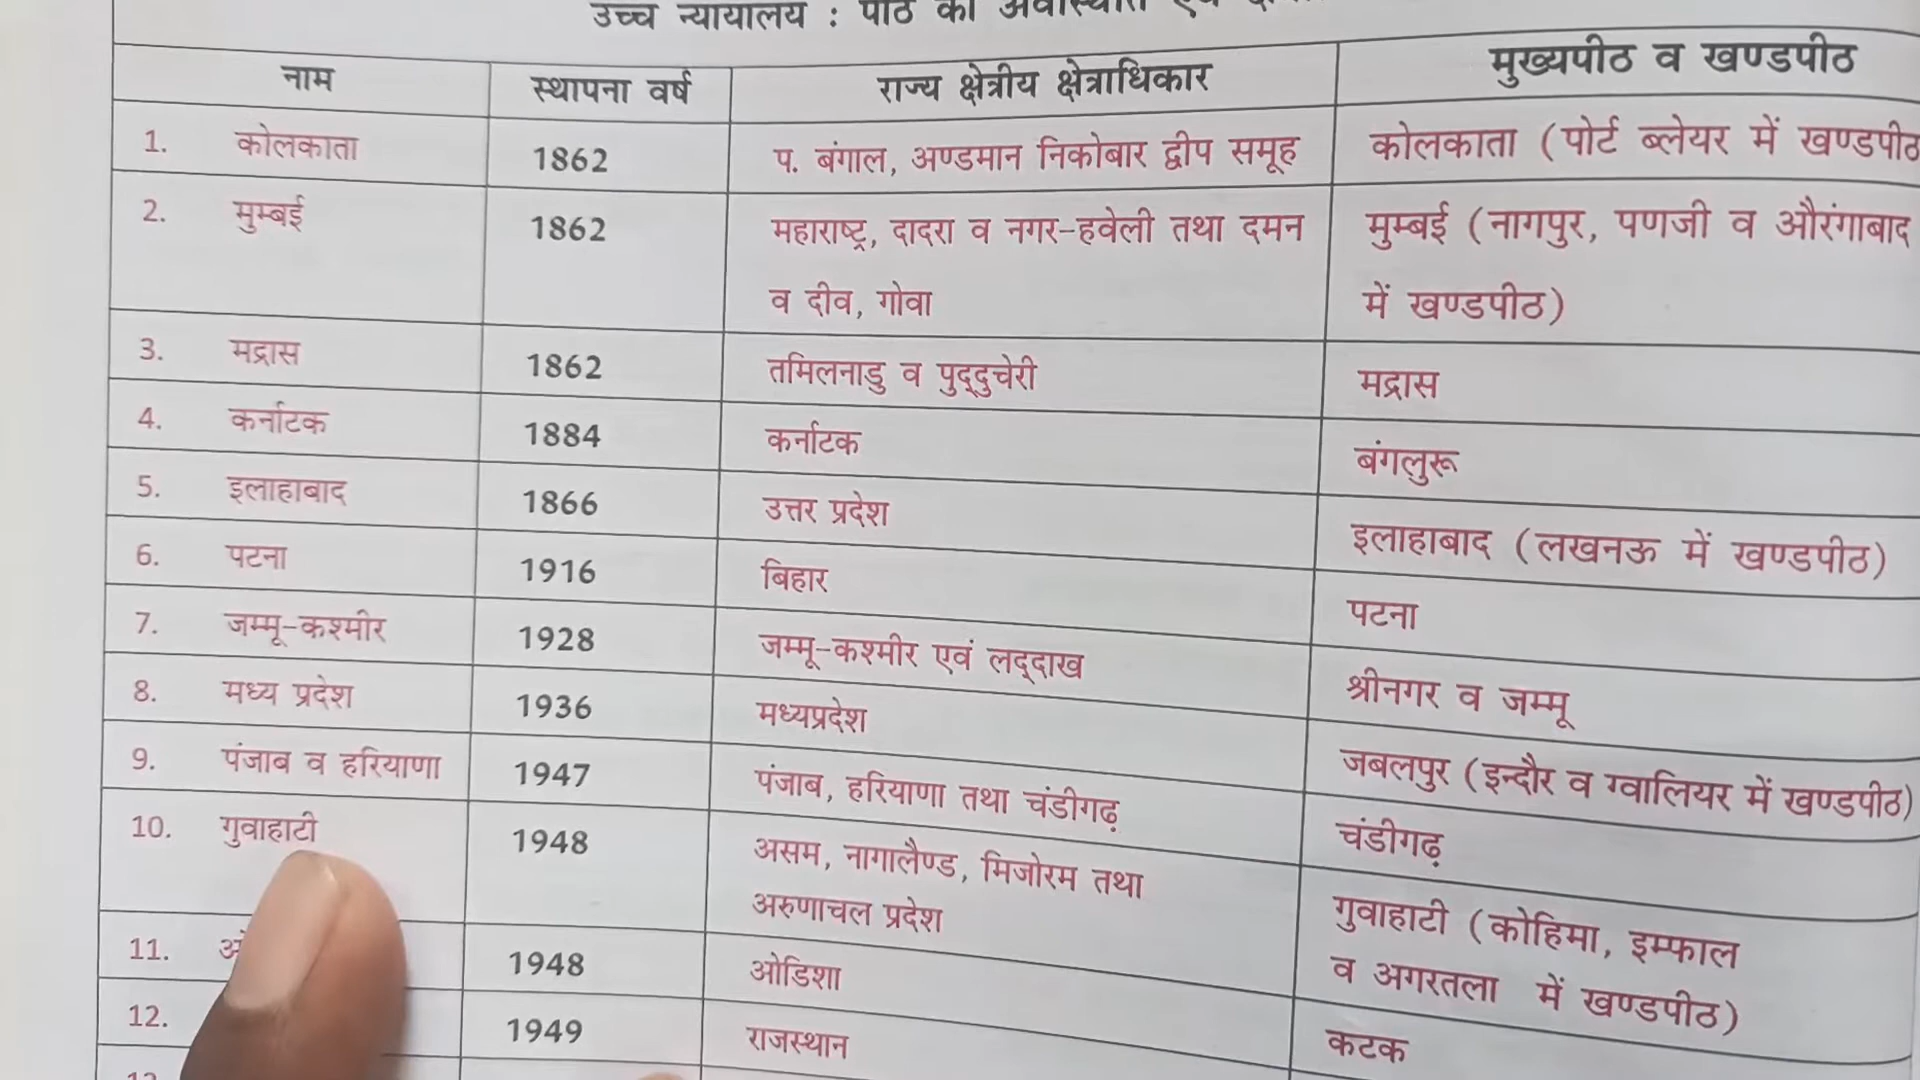 उच्च न्यायालय : पीठ की अवस्थिति एवं
नाम स्थापना वर्ष राज्य क्षेत्रीय क्षेत्राधिकार मुख्यपीठ व खण्डपीठ
1. कोलकाता 1862 प. बंगाल, अण्डमान निकोबार द्वीप समूह कोलकाता (पोर्ट ब्लेयर में खण्डपीठ
2. मुम्बई 1862 महाराष्ट्र, दादरा व नगर-हवेली तथा दमन मुम्बई (नागपुर, पणजी व औरंगाबाद
व दीव, गोवा में खण्डपीठ)
3. मद्रास 1862 तमिलनाडु व पुद्दुचेरी मद्रास
4. कर्नाटक 1884 कर्नाटक बंगलुरू
5. इलाहाबाद 1866 उत्तर प्रदेश इलाहाबाद (लखनऊ में खण्डपीठ)
6. पटना 1916 बिहार पटना
7. जम्मू-कश्मीर 1928 जम्मू-कश्मीर एवं लद्दाख श्रीनगर व जम्मू
8. मध्य प्रदेश 1936 मध्यप्रदेश जबलपुर (इन्दौर व ग्वालियर में खण्डपीठ)
9. पंजाब व हरियाणा 1947 पंजाब, हरियाणा तथा चंडीगढ़ चंडीगढ़
10. गुवाहाटी 1948 असम, नागालैण्ड, मिजोरम तथा गुवाहाटी (कोहिमा, इम्फाल
अरुणाचल प्रदेश व अगरतला में खण्डपीठ)
11. 1948 ओडिशा कटक
12. 1949 राजस्थान